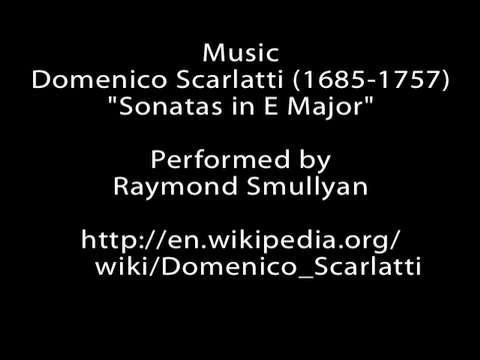 Music
Domenico Scarlatti (1685-1757)
"Sonatas in E Major"
Performed by
Raymond Smullyan
http://en.wikipedia.org/
wiki/Domenico_Scarlatti